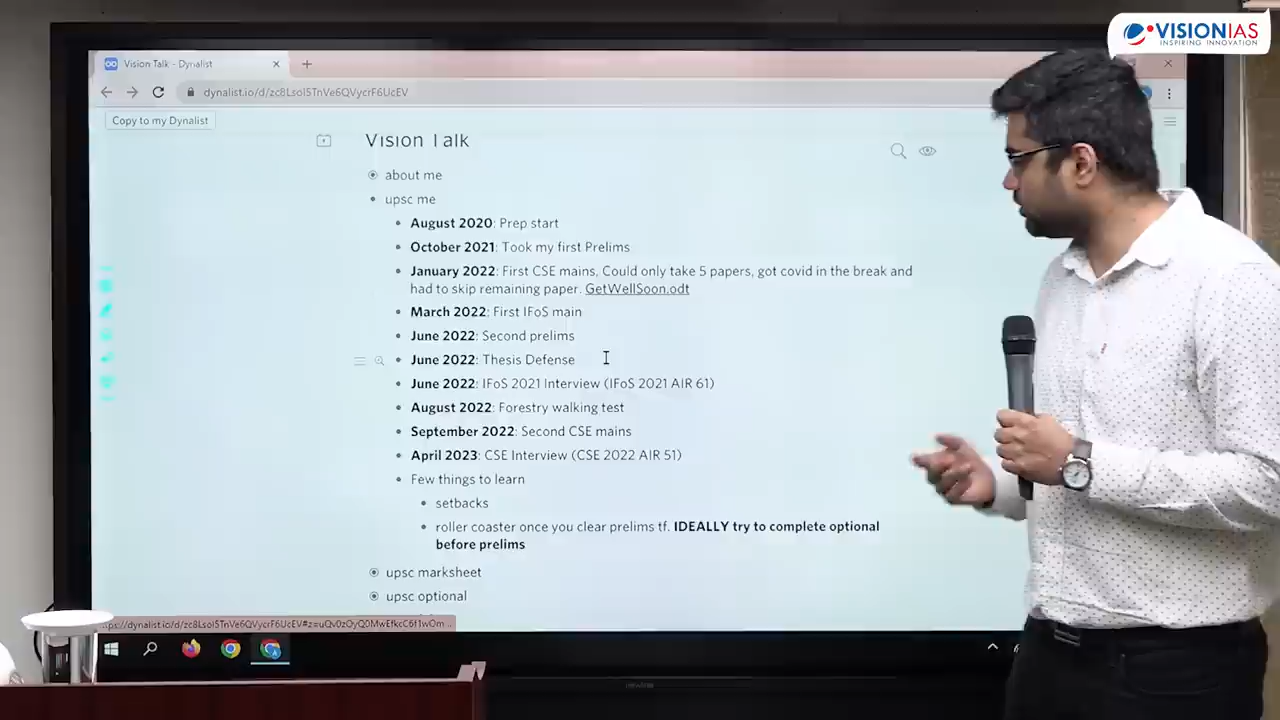 VISIONIAS
INSPIRING INNOVATION
Vision Talk - Dynalist
dynalist.io/d/zc8LsoI5TnVe6QVycrF6UcEV
Copy to my Dynalist
Vision Talk
about me
upsc me
August 2020: Prep start
October 2021: Took my first Prelims
January 2022: First CSE mains, Could only take 5 papers, got covid in the break and
had to skip remaining paper. GetWellSoon.odt
March 2022: First IFoS main
June 2022: Second prelims
June 2022: Thesis Defense
June 2022: IFoS 2021 Interview (IFoS 2021 AIR 61)
August 2022: Forestry walking test
September 2022: Second CSE mains
April 2023: CSE Interview (CSE 2022 AIR 51)
Few things to learn
setbacks
roller coaster once you clear prelims tf. IDEALLY try to complete optional
before prelims
upsc marksheet
upsc optional